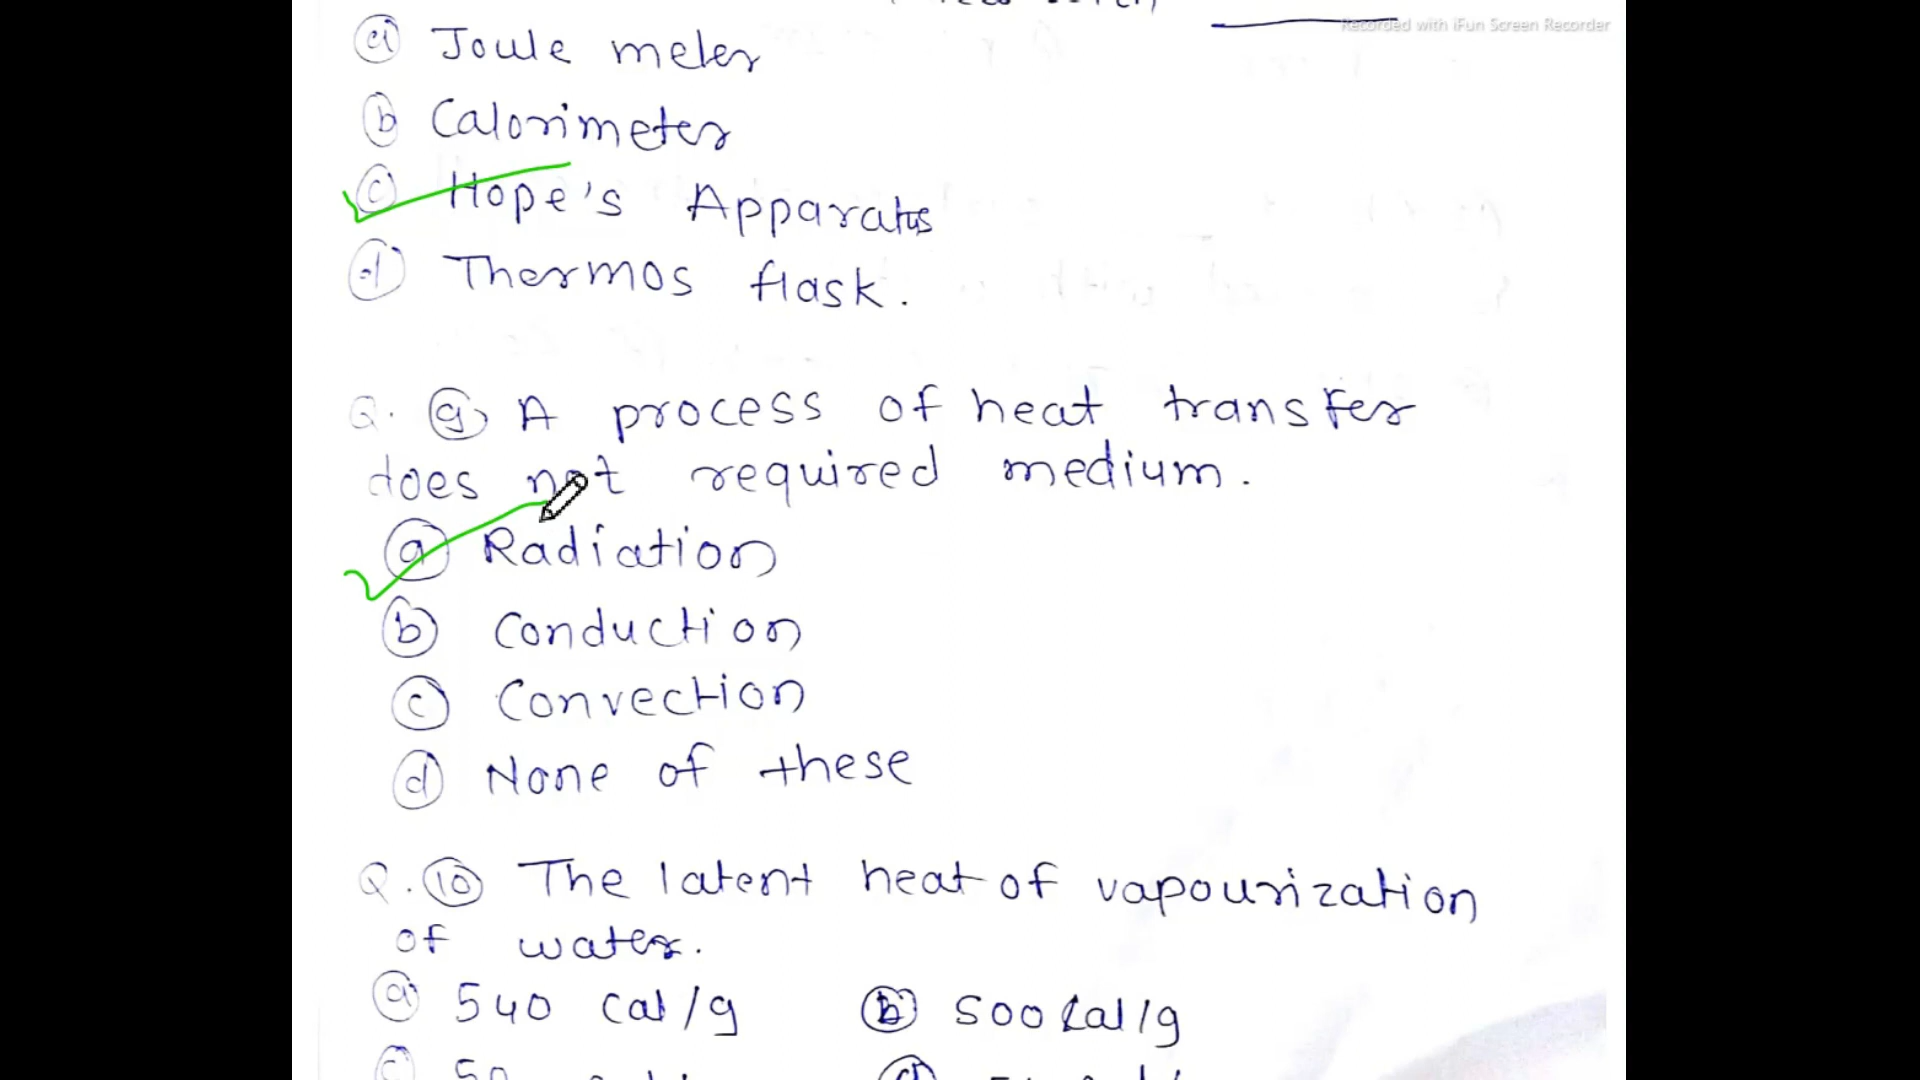 Recorded with iFun Screen Recorder
a Joule meter
b Calorimeter
c Hope's Apparatus
d Thermos flask.
Q. 9 A process of heat transfer
does not required medium.
a Radiation
b Conduction
c Convection
d None of these
Q. 10 The latent heat of vapourization
of water.
a 540 cal/g b 500 Cal/g
c 50 d